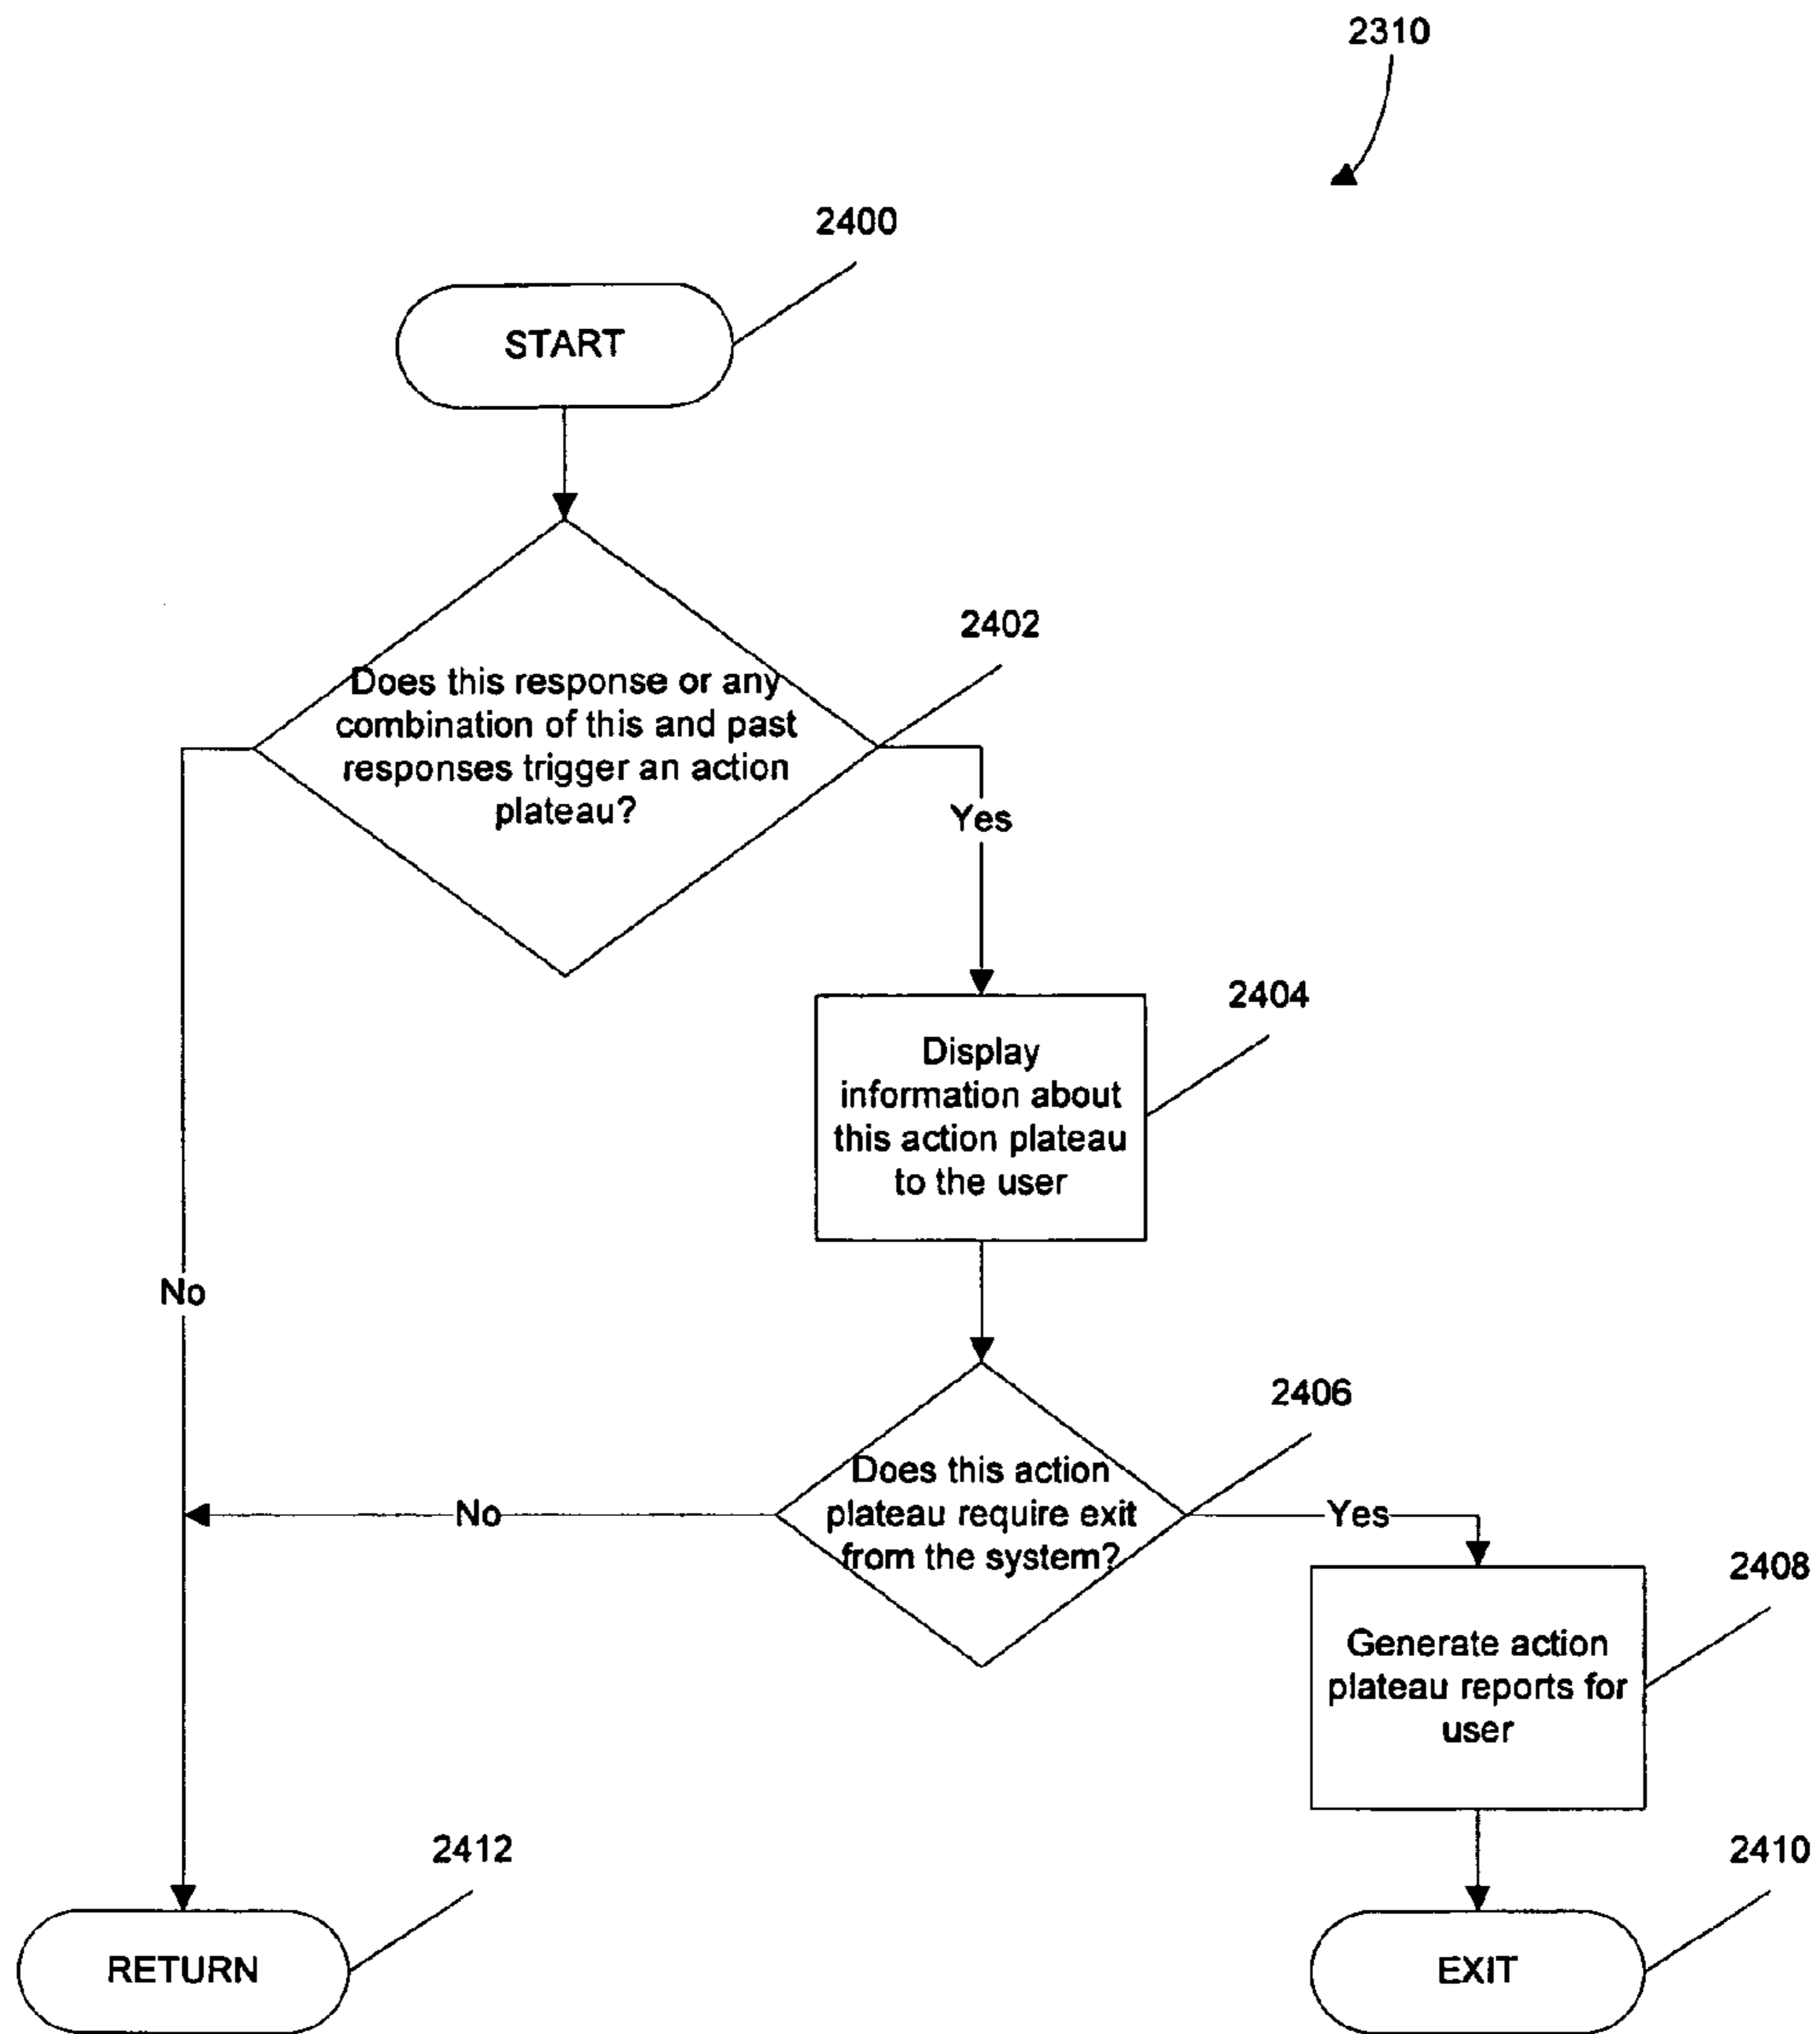 2310
2400
START
2402
Does this response or any
combination of this and past
responses trigger an action
plateau?
Yes
2404
Display
information about
this action plateau
to the user
No
2406
Does this action
plateau require exit
from the system?
No
Yes
2408
Generate action
plateau reports for
user
2412
2410
RETURN
EXIT